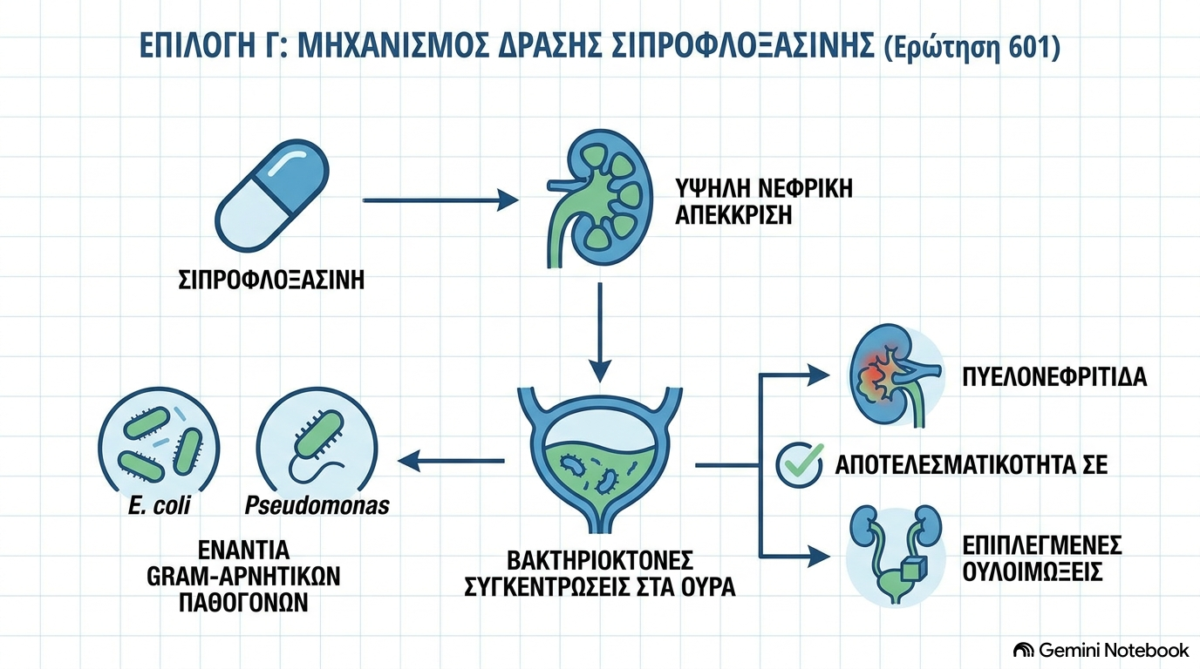 ΕΠΙΛΟΓΗ Γ: ΜΗΧΑΝΙΣΜΟΣ ΔΡΑΣΗΣ ΣΙΠΡΟΦΛΟΞΑΣΙΝΗΣ (Ερώτηση 601)
ΣΙΠΡΟΦΛΟΞΑΣΙΝΗ
ΥΨΗΛΗ ΝΕΦΡΙΚΗ
ΑΠΕΚΚΡΙΣΗ
E. coli
Pseudomonas
ΕΝΑΝΤΙΑ
GRAM-ΑΡΝΗΤΙΚΩΝ
ΠΑΘΟΓΟΝΩΝ
ΒΑΚΤΗΡΙΟΚΤΟΝΕΣ
ΣΥΓΚΕΝΤΡΩΣΕΙΣ ΣΤΑ ΟΥΡΑ
ΠΥΕΛΟΝΕΦΡΙΤΙΔΑ
ΑΠΟΤΕΛΕΣΜΑΤΙΚΟΤΗΤΑ ΣΕ
ΕΠΙΠΛΕΓΜΕΝΕΣ
ΟΥΛΟΙΜΩΞΕΙΣ
Gemini Notebook